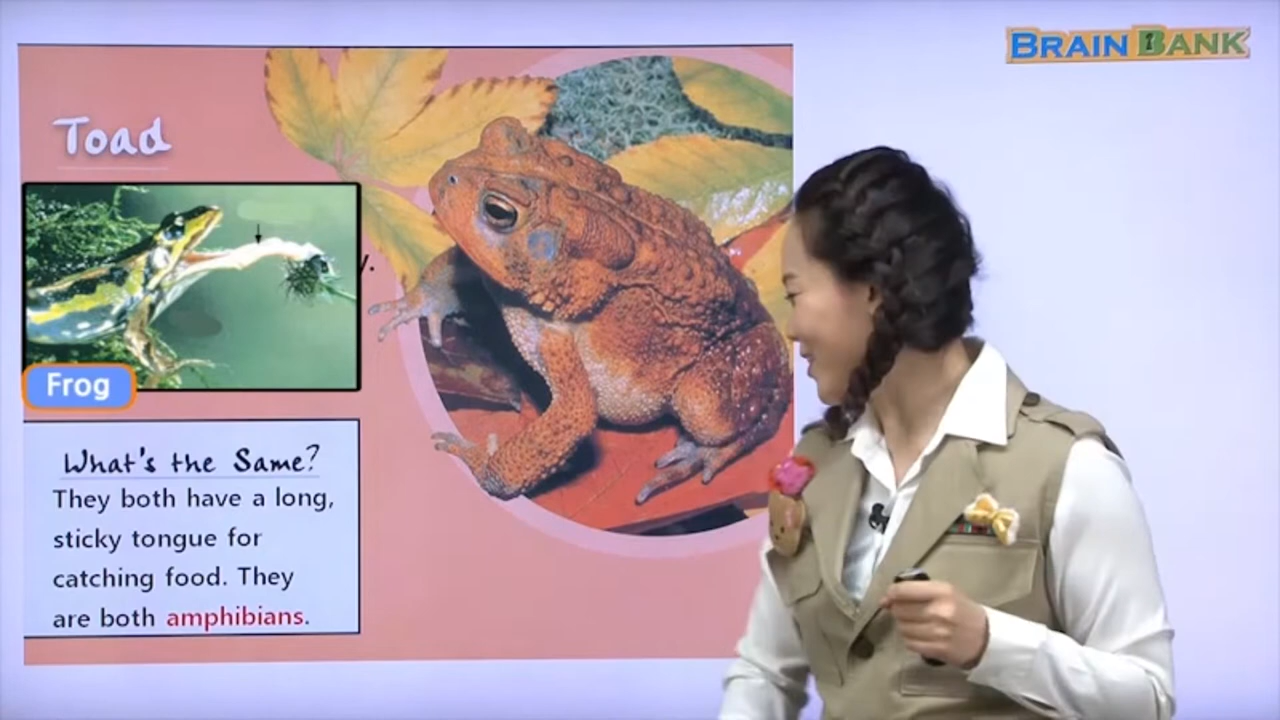 BRAIN BANK
Toad
y.
Frog
What's the Same?
They both have a long,
sticky tongue for
catching food. They
are both amphibians.